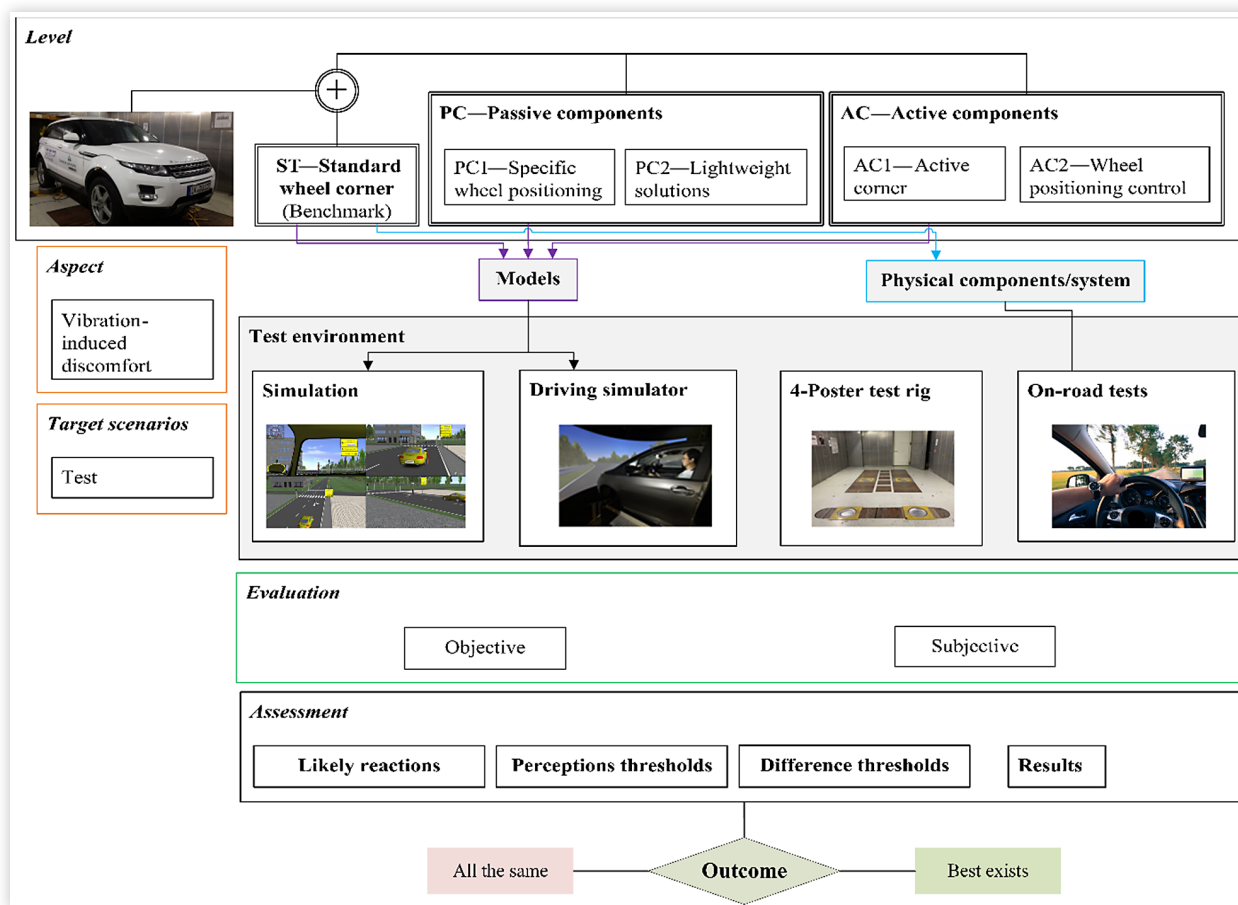 Level
PC—Passive components
AC—Active components
ST—Standard
wheel corner
(Benchmark)
PC1—Specific
wheel positioning
PC2—Lightweight
solutions
AC1—Active
corner
AC2—Wheel
positioning control
Aspect
Vibration-
induced
discomfort
Models
Physical components/system
Target scenarios
Test
Test environment
Simulation
Driving simulator
4-Poster test rig
On-road tests
Evaluation
Objective
Subjective
Assessment
Likely reactions
Perceptions thresholds
Difference thresholds
Results
All the same
Outcome
Best exists